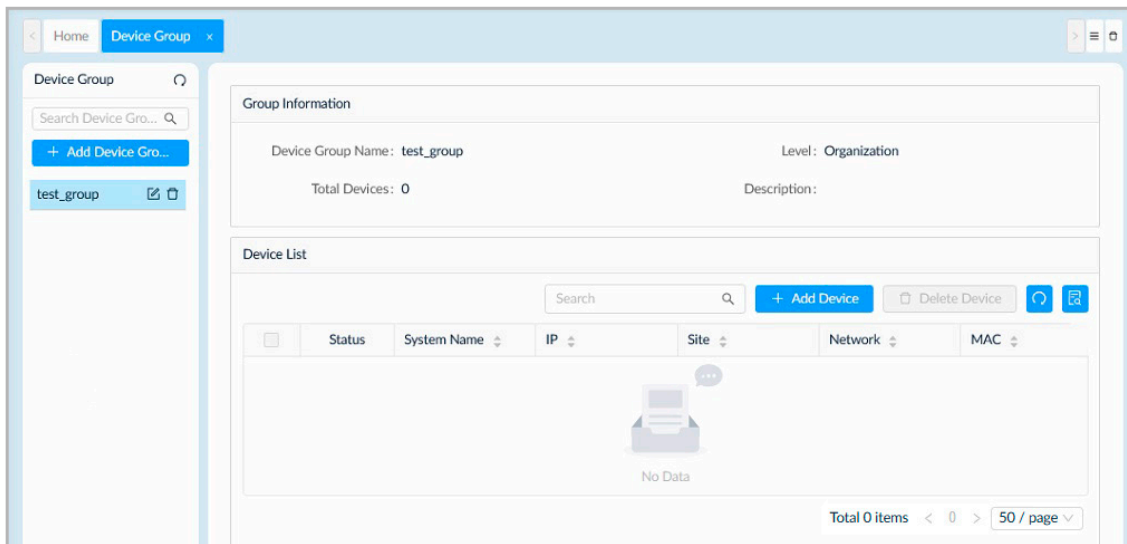 Home Device Group ×
Device Group
Search Device Gro...
+ Add Device Gro...
test_group
Group Information
Device Group Name: test_group Level: Organization
Total Devices: 0 Description:
Device List
Search + Add Device Delete Device
Status System Name IP Site Network MAC
No Data
Total 0 items < 0 > 50 / page